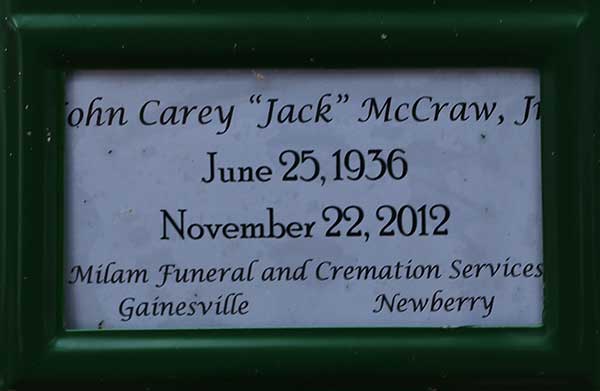 ohn Carey “Jack” McCraw, J
June 25, 1936
November 22, 2012
Milam Funeral and Cremation Services
Gainesville Newberry